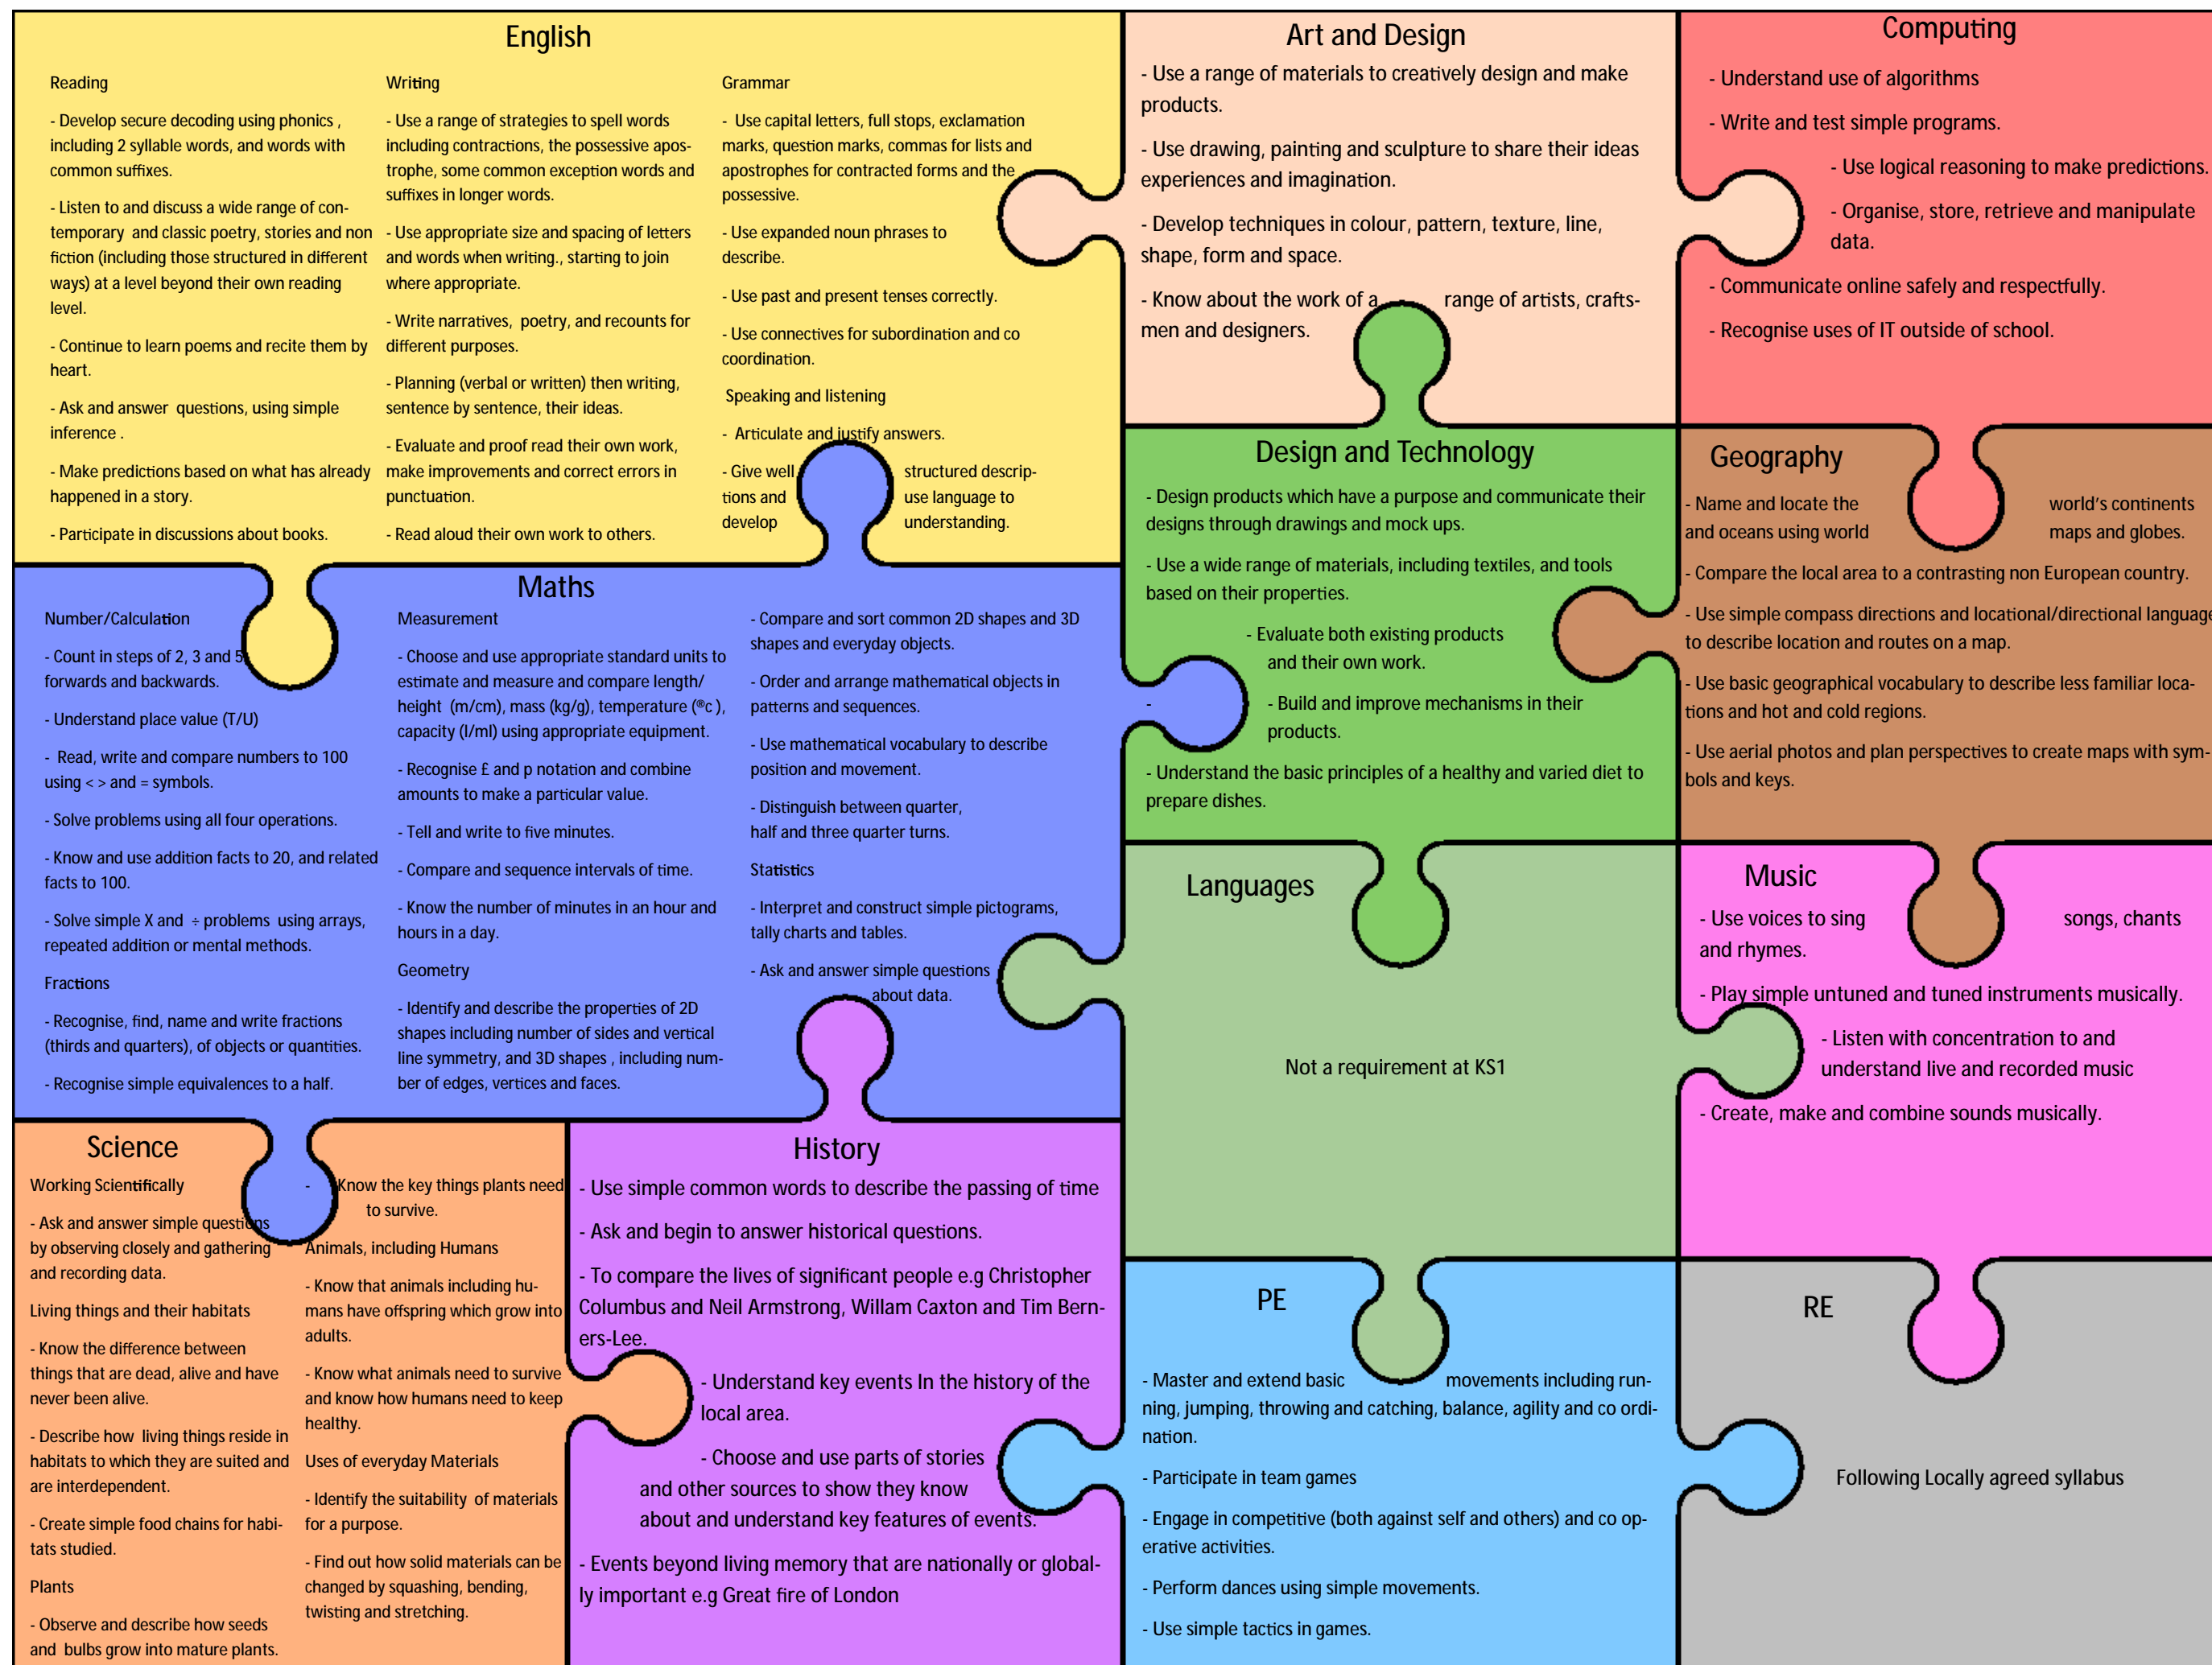 English
Reading
- Develop secure decoding using phonics ,
including 2 syllable words, and words with
common suffixes.
- Listen to and discuss a wide range of con-
temporary  and classic poetry, stories and non
fiction (including those structured in different
ways) at a level beyond their own reading
level.
- Continue to learn poems and recite them by
heart.
- Ask and answer  questions, using simple
inference .
- Make predictions based on what has already
happened in a story.
- Participate in discussions about books.
Writing
- Use a range of strategies to spell words
including contractions, the possessive apos-
trophe, some common exception words and
suffixes in longer words.
- Use appropriate size and spacing of letters
and words when writing., starting to join
where appropriate.
- Write narratives,  poetry, and recounts for
different purposes.
- Planning (verbal or written) then writing,
sentence by sentence, their ideas.
- Evaluate and proof read their own work,
make improvements and correct errors in
punctuation.
- Read aloud their own work to others.
Grammar
-  Use capital letters, full stops, exclamation
marks, question marks, commas for lists and
apostrophes for contracted forms and the
possessive.
- Use expanded noun phrases to
describe.
- Use past and present tenses correctly.
- Use connectives for subordination and co
coordination.
Speaking and listening
-  Articulate and justify answers.
- Give well structured descrip-
tions and use language to
develop understanding.
Art and Design
- Use a range of materials to creatively design and make
products.
- Use drawing, painting and sculpture to share their ideas
experiences and imagination.
- Develop techniques in colour, pattern, texture, line,
shape, form and space.
- Know about the work of a range of artists, crafts-
men and designers.
Computing
- Understand use of algorithms
- Write and test simple programs.
- Use logical reasoning to make predictions.
- Organise, store, retrieve and manipulate
data.
- Communicate online safely and respectfully.
- Recognise uses of IT outside of school.
Maths
Number/Calculation
- Count in steps of 2, 3 and 5
forwards and backwards.
- Understand place value (T/U)
-  Read, write and compare numbers to 100
using < > and = symbols.
- Solve problems using all four operations.
- Know and use addition facts to 20, and related
facts to 100.
- Solve simple X and  ÷ problems  using arrays,
repeated addition or mental methods.
Fractions
- Recognise, find, name and write fractions
(thirds and quarters), of objects or quantities.
- Recognise simple equivalences to a half.
Measurement
- Choose and use appropriate standard units to
estimate and measure and compare length/
height  (m/cm), mass (kg/g), temperature (®c ),
capacity (l/ml) using appropriate equipment.
- Recognise £ and p notation and combine
amounts to make a particular value.
- Tell and write to five minutes.
- Compare and sequence intervals of time.
- Know the number of minutes in an hour and
hours in a day.
Geometry
- Identify and describe the properties of 2D
shapes including number of sides and vertical
line symmetry, and 3D shapes , including num-
ber of edges, vertices and faces.
- Compare and sort common 2D shapes and 3D
shapes and everyday objects.
- Order and arrange mathematical objects in
patterns and sequences.
- Use mathematical vocabulary to describe
position and movement.
- Distinguish between quarter,
half and three quarter turns.
Statistics
- Interpret and construct simple pictograms,
tally charts and tables.
- Ask and answer simple questions
about data.
Design and Technology
- Design products which have a purpose and communicate their
designs through drawings and mock ups.
- Use a wide range of materials, including textiles, and tools
based on their properties.
- Evaluate both existing products
and their own work.
- - Build and improve mechanisms in their
products.
- Understand the basic principles of a healthy and varied diet to
prepare dishes.
Geography
- Name and locate the world's continents
and oceans using world maps and globes.
- Compare the local area to a contrasting non European country.
- Use simple compass directions and locational/directional language
to describe location and routes on a map.
- Use basic geographical vocabulary to describe less familiar loca-
tions and hot and cold regions.
- Use aerial photos and plan perspectives to create maps with sym-
bols and keys.
Languages
Not a requirement at KS1
Music
- Use voices to sing songs, chants
and rhymes.
- Play simple untuned and tuned instruments musically.
- Listen with concentration to and
understand live and recorded music
- Create, make and combine sounds musically.
Science
Working Scientifically
- Ask and answer simple questions
by observing closely and gathering
and recording data.
Living things and their habitats
- Know the difference between
things that are dead, alive and have
never been alive.
- Describe how  living things reside in
habitats to which they are suited and
are interdependent.
- Create simple food chains for habi-
tats studied.
Plants
- Observe and describe how seeds
and  bulbs grow into mature plants.
- Know the key things plants need
to survive.
Animals, including Humans
- Know that animals including hu-
mans have offspring which grow into
adults.
- Know what animals need to survive
and know how humans need to keep
healthy.
Uses of everyday Materials
- Identify the suitability  of materials
for a purpose.
- Find out how solid materials can be
changed by squashing, bending,
twisting and stretching.
History
- Use simple common words to describe the passing of time
- Ask and begin to answer historical questions.
- To compare the lives of significant people e.g Christopher
Columbus and Neil Armstrong, Willam Caxton and Tim Bern-
ers-Lee.
- Understand key events In the history of the
local area.
- Choose and use parts of stories
and other sources to show they know
about and understand key features of events.
- Events beyond living memory that are nationally or global-
ly important e.g Great fire of London
PE
- Master and extend basic movements including run-
ning, jumping, throwing and catching, balance, agility and co ordi-
nation.
- Participate in team games
- Engage in competitive (both against self and others) and co op-
erative activities.
- Perform dances using simple movements.
- Use simple tactics in games.
RE
Following Locally agreed syllabus